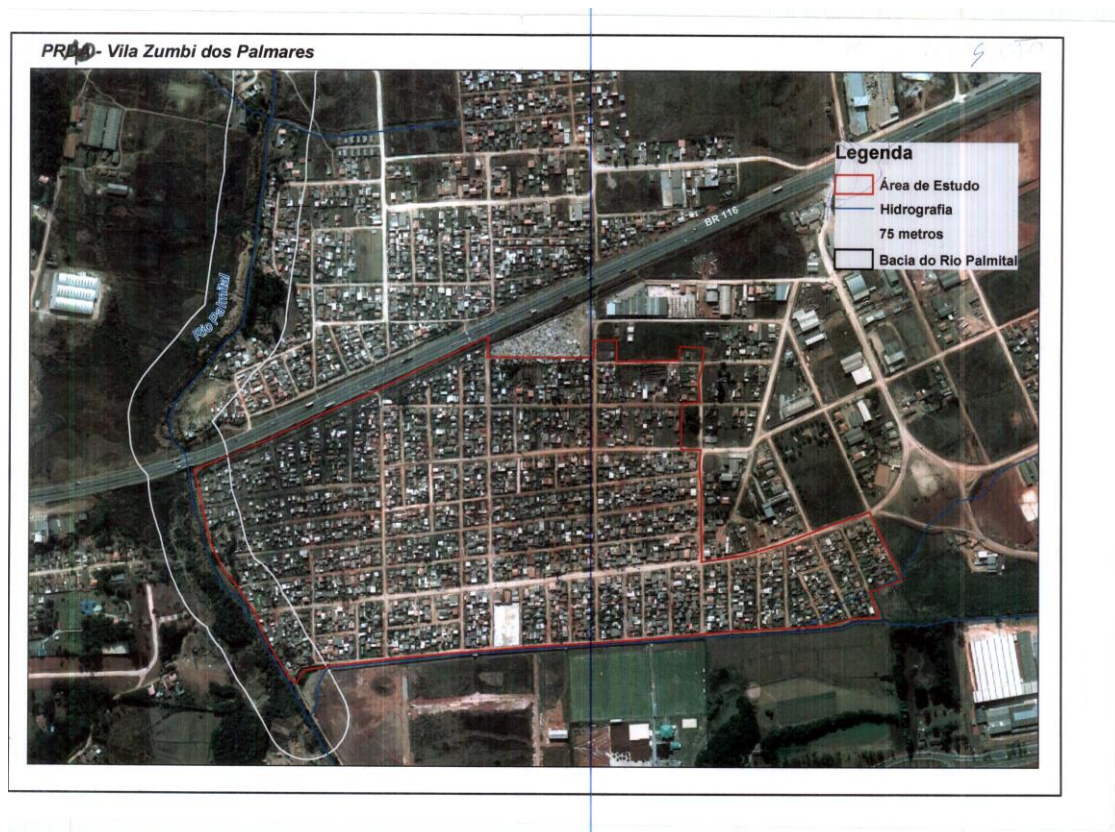 - Vila Zumbi dos Palmares
Legenda
Área de Estudo
Hidrografia
75 metros
Bacia do Rio Palmital
BR 116
Rio Palmital